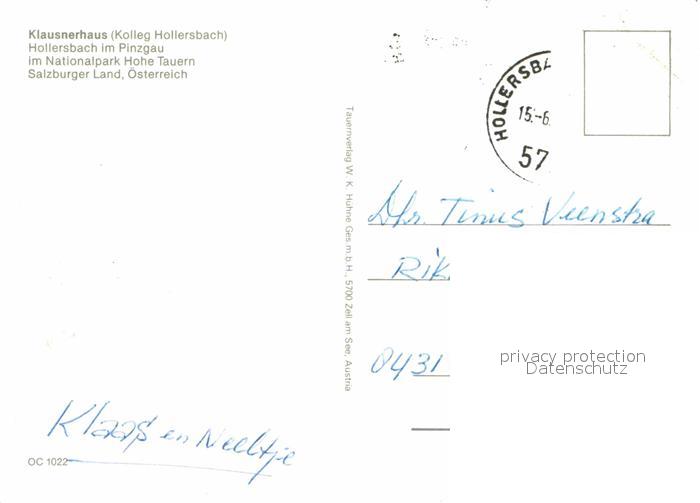 Klausnerhaus (Kolleg Hollersbach)
Hollersbach im Pinzgau
im Nationalpark Hohe Tauern
Salzburger Land, Österreich
HOLLERSBA
15.-6.
57
Tauernverlag W. K. Hühne Ges.m.b.H., 5700 Zell am See, Austria
Dhr. Tinus Veenstra
Rik
0431
privacy protection
Datenschutz
Klaas en Neeltje
OC 1022